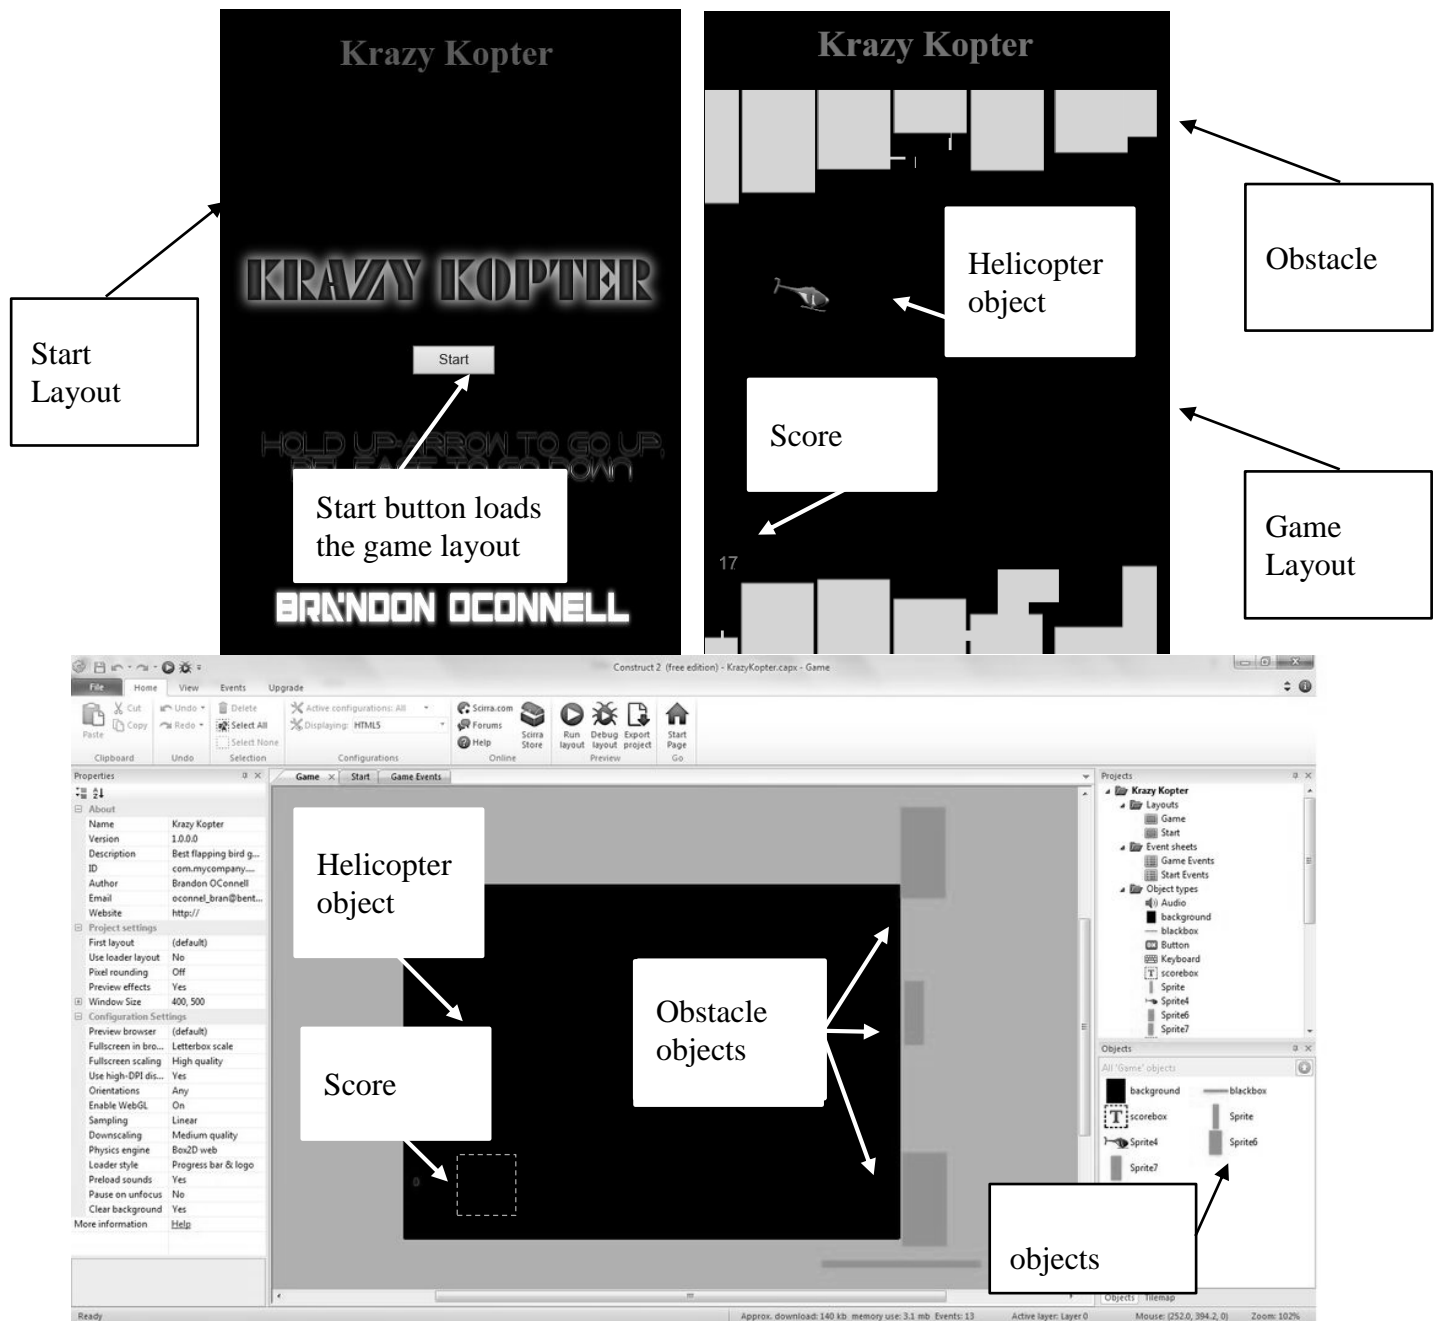 Krazy Kopter
KRAZY KOPTER
Start
HOLD UP-ARROW TO GO UP,
RELEASE TO GO DOWN
Start button loads
the game layout
BRANDON OCONNELL
Start
Layout
Krazy Kopter
Helicopter
object
Obstacle
Score
17
Game
Layout
Construct 2 (free edition) - KrazyKopter.capx - Game
File Home View Events Upgrade
Paste Cut Copy
Clipboard
Undo Redo
Undo
Delete
Select All
Select None
Selection
Active configurations: All
Displaying: HTML5
Configurations
Scirra.com
Forums
Help
Scirra Store
Online
Run layout Debug layout Export project
Preview
Start Page
Go
Properties
About
Name Krazy Kopter
Version 1.0.0.0
Description Best flapping bird g...
ID com.mycompany....
Author Brandon OConnell
Email oconnel_bran@bent...
Website http://
Project settings
First layout (default)
Use loader layout No
Pixel rounding Off
Preview effects Yes
Window Size 400, 500
Configuration Settings
Preview browser (default)
Fullscreen in bro... Letterbox scale
Fullscreen scaling High quality
Use high-DPI dis... Yes
Orientations Any
Enable WebGL On
Sampling Linear
Downscaling Medium quality
Physics engine Box2D web
Loader style Progress bar & logo
Preload sounds Yes
Pause on unfocus No
Clear background Yes
More information Help
Game Start Game Events
Helicopter
object
Score
0
Obstacle
objects
Projects
Krazy Kopter
Layouts
Game
Start
Event sheets
Game Events
Start Events
Object types
Audio
background
blackbox
Button
Keyboard
scorebox
Sprite
Sprite4
Sprite6
Sprite7
Objects
All 'Game' objects
background blackbox
scorebox Sprite
Sprite4 Sprite6
Sprite7
objects
Objects Tilemap
Ready
Approx. download: 140 kb memory use: 3.1 mb Events: 13 Active layer: Layer 0 Mouse: (252.0, 394.2, 0) Zoom: 102%